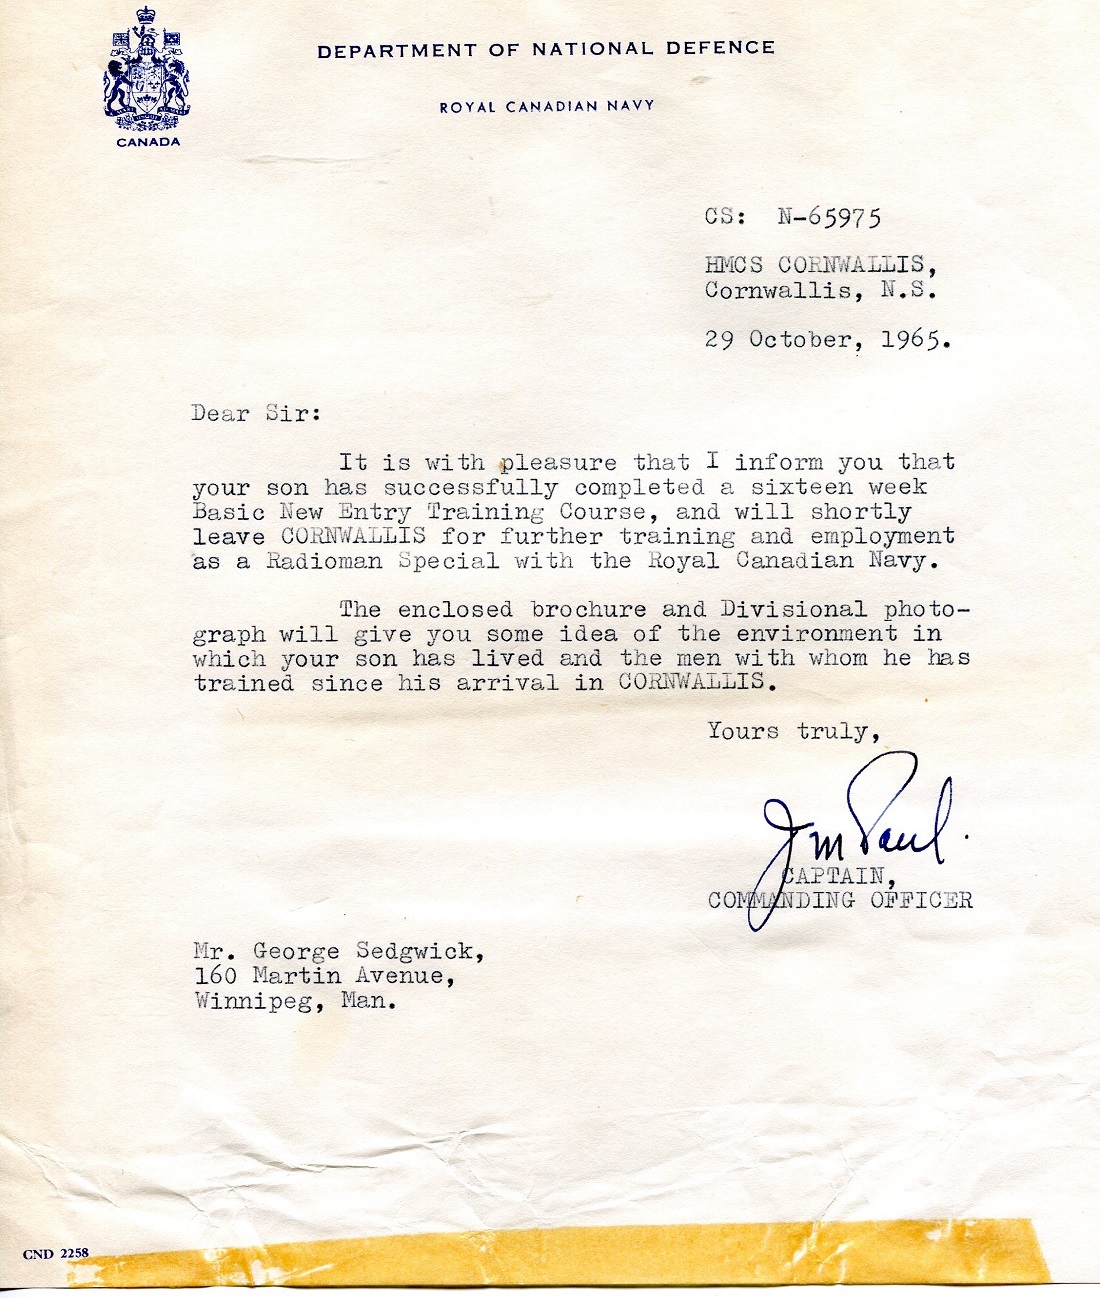 DEPARTMENT OF NATIONAL DEFENCE
ROYAL CANADIAN NAVY
CANADA
CS: N-65975
HMCS CORNWALLIS,
Cornwallis, N.S.
29 October, 1965.
Dear Sir:
It is with pleasure that I inform you that
your son has successfully completed a sixteen week
Basic New Entry Training Course, and will shortly
leave CORNWALLIS for further training and employment
as a Radioman Special with the Royal Canadian Navy.
The enclosed brochure and Divisional photo-
graph will give you some idea of the environment in
which your son has lived and the men with whom he has
trained since his arrival in CORNWALLIS.
Yours truly,
J M Paul.
CAPTAIN,
COMMANDING OFFICER
Mr. George Sedgwick,
160 Martin Avenue,
Winnipeg, Man.
CND 2258